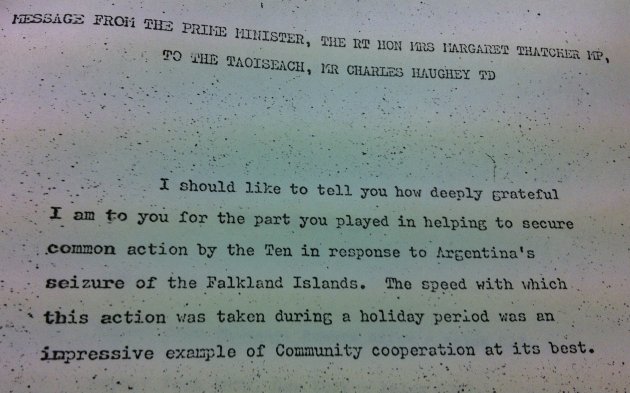 MESSAGE FROM THE PRIME MINISTER, THE RT HON MRS MARGARET THATCHER MP,
TO THE TAOISEACH, MR CHARLES HAUGHEY TD
I should like to tell you how deeply grateful
I am to you for the part you played in helping to secure
common action by the Ten in response to Argentina's
seizure of the Falkland Islands. The speed with which
this action was taken during a holiday period was an
impressive example of Community cooperation at its best.